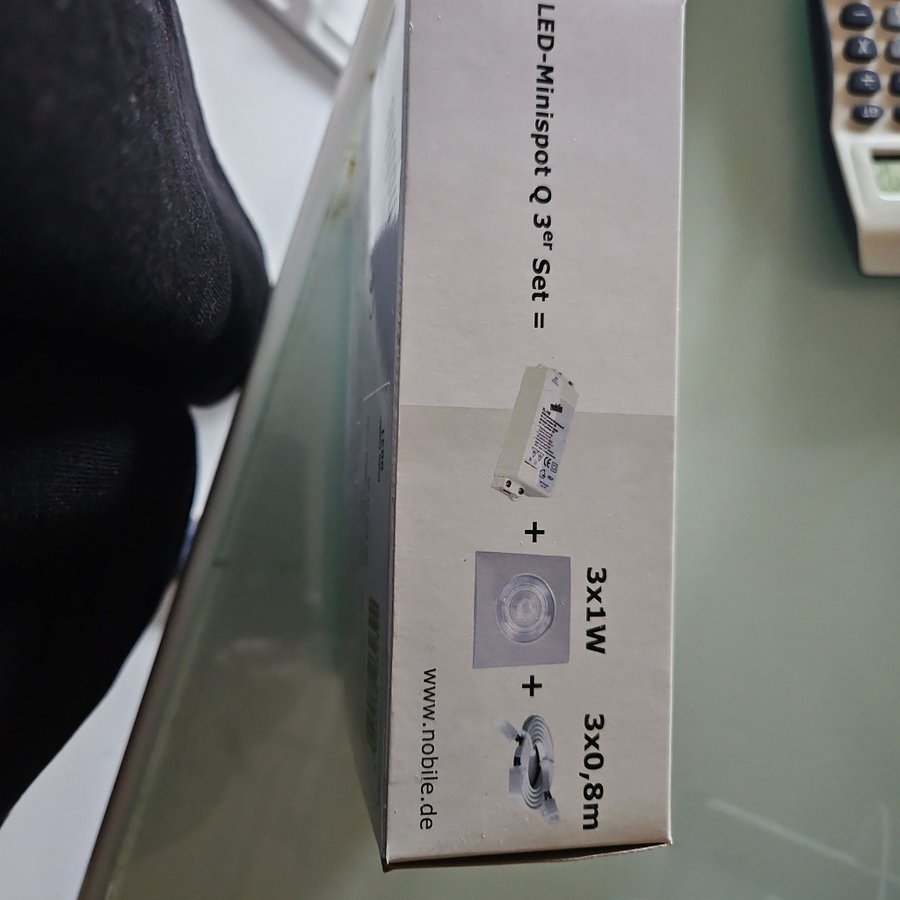 LED-Minispot Q 3er Set =
+
3x1W
+
3x0,8m
www.nobile.de